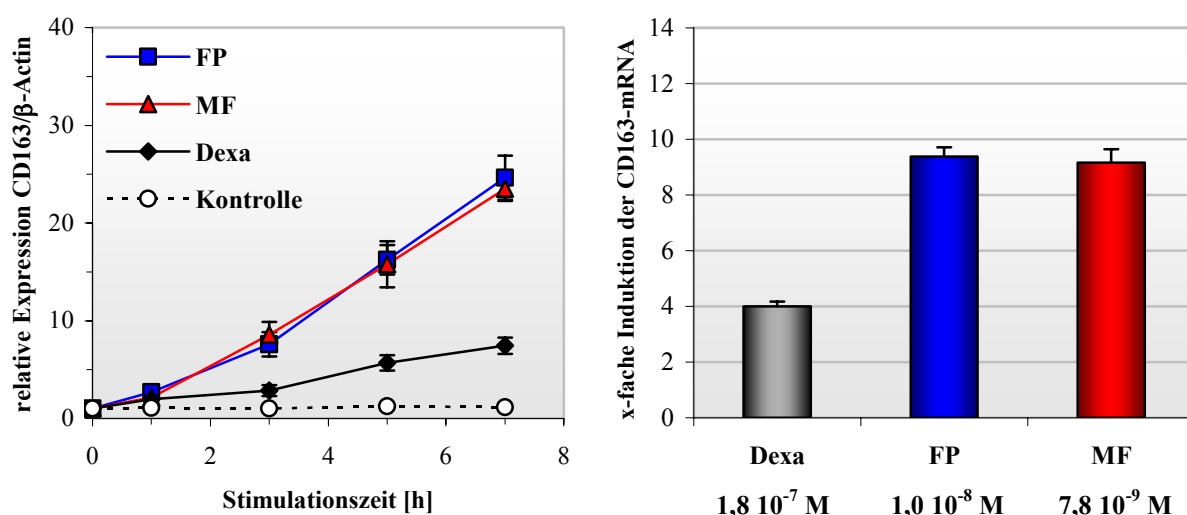 relative Expression CD163/β-Actin
40
30
20
10
0
FP
MF
Dexa
Kontrolle
0 2 4 6 8
Stimulationszeit [h]
x-fache Induktion der CD163-mRNA
14
12
10
8
6
4
2
0
Dexa FP MF
1,8 10⁻⁷ M 1,0 10⁻⁸ M 7,8 10⁻⁹ M